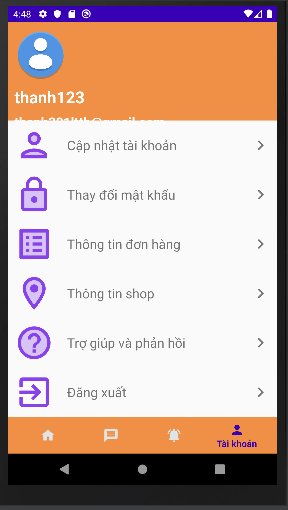 4:48
thanh123
Cập nhật tài khoản
Thay đổi mật khẩu
Thông tin đơn hàng
Thông tin shop
Trợ giúp và phản hồi
Đăng xuất
Tài khoản